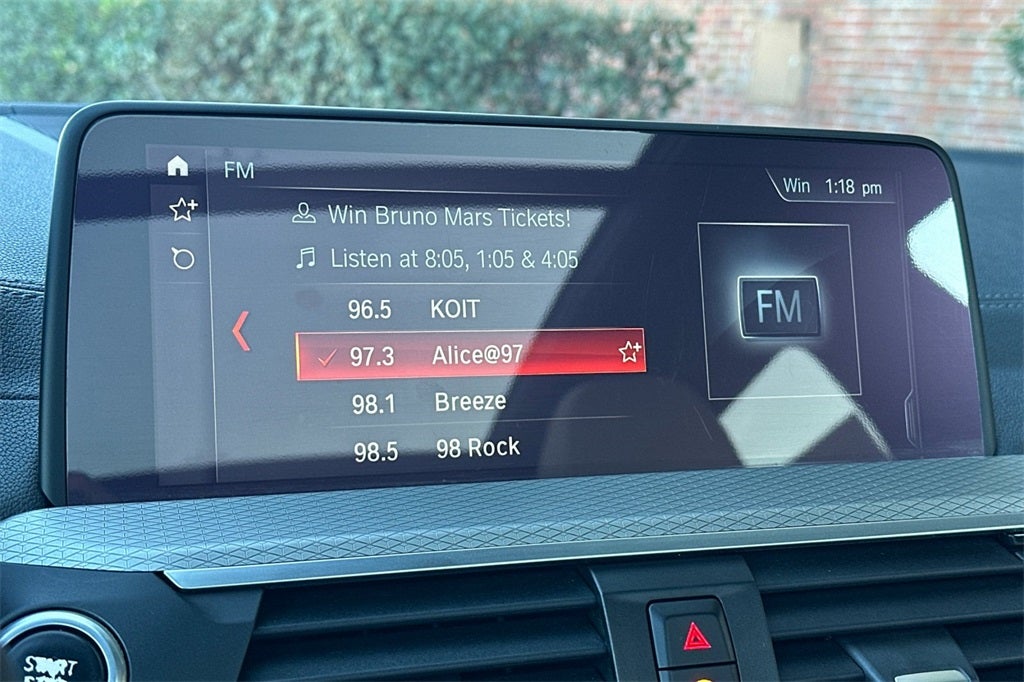 FM
Win 1:18 pm
Win Bruno Mars Tickets!
Listen at 8:05, 1:05 & 4:05
96.5 KOIT
97.3 Alice@97
98.1 Breeze
98.5 98 Rock
FM
START